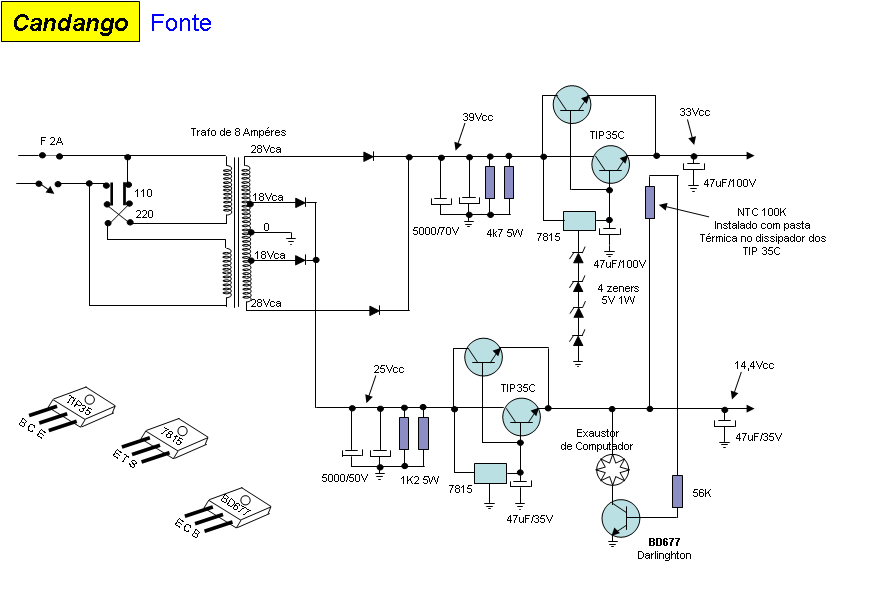 Candango Fonte
F 2A
Trafo de 8 Ampéres
28Vca
110
220
18Vca
0
18Vca
28Vca
39Vcc
5000/70V
4k7 5W
TIP35C
7815
47uF/100V
4 zeners
5V 1W
33Vcc
47uF/100V
NTC 100K
Instalado com pasta
Térmica no dissipador dos
TIP 35C
25Vcc
5000/50V
1K2 5W
TIP35C
7815
47uF/35V
14,4Vcc
47uF/35V
Exaustor
de Computador
56K
BD677
Darlinghton
TIP35
B C E
7815
E T S
BD677
E C B